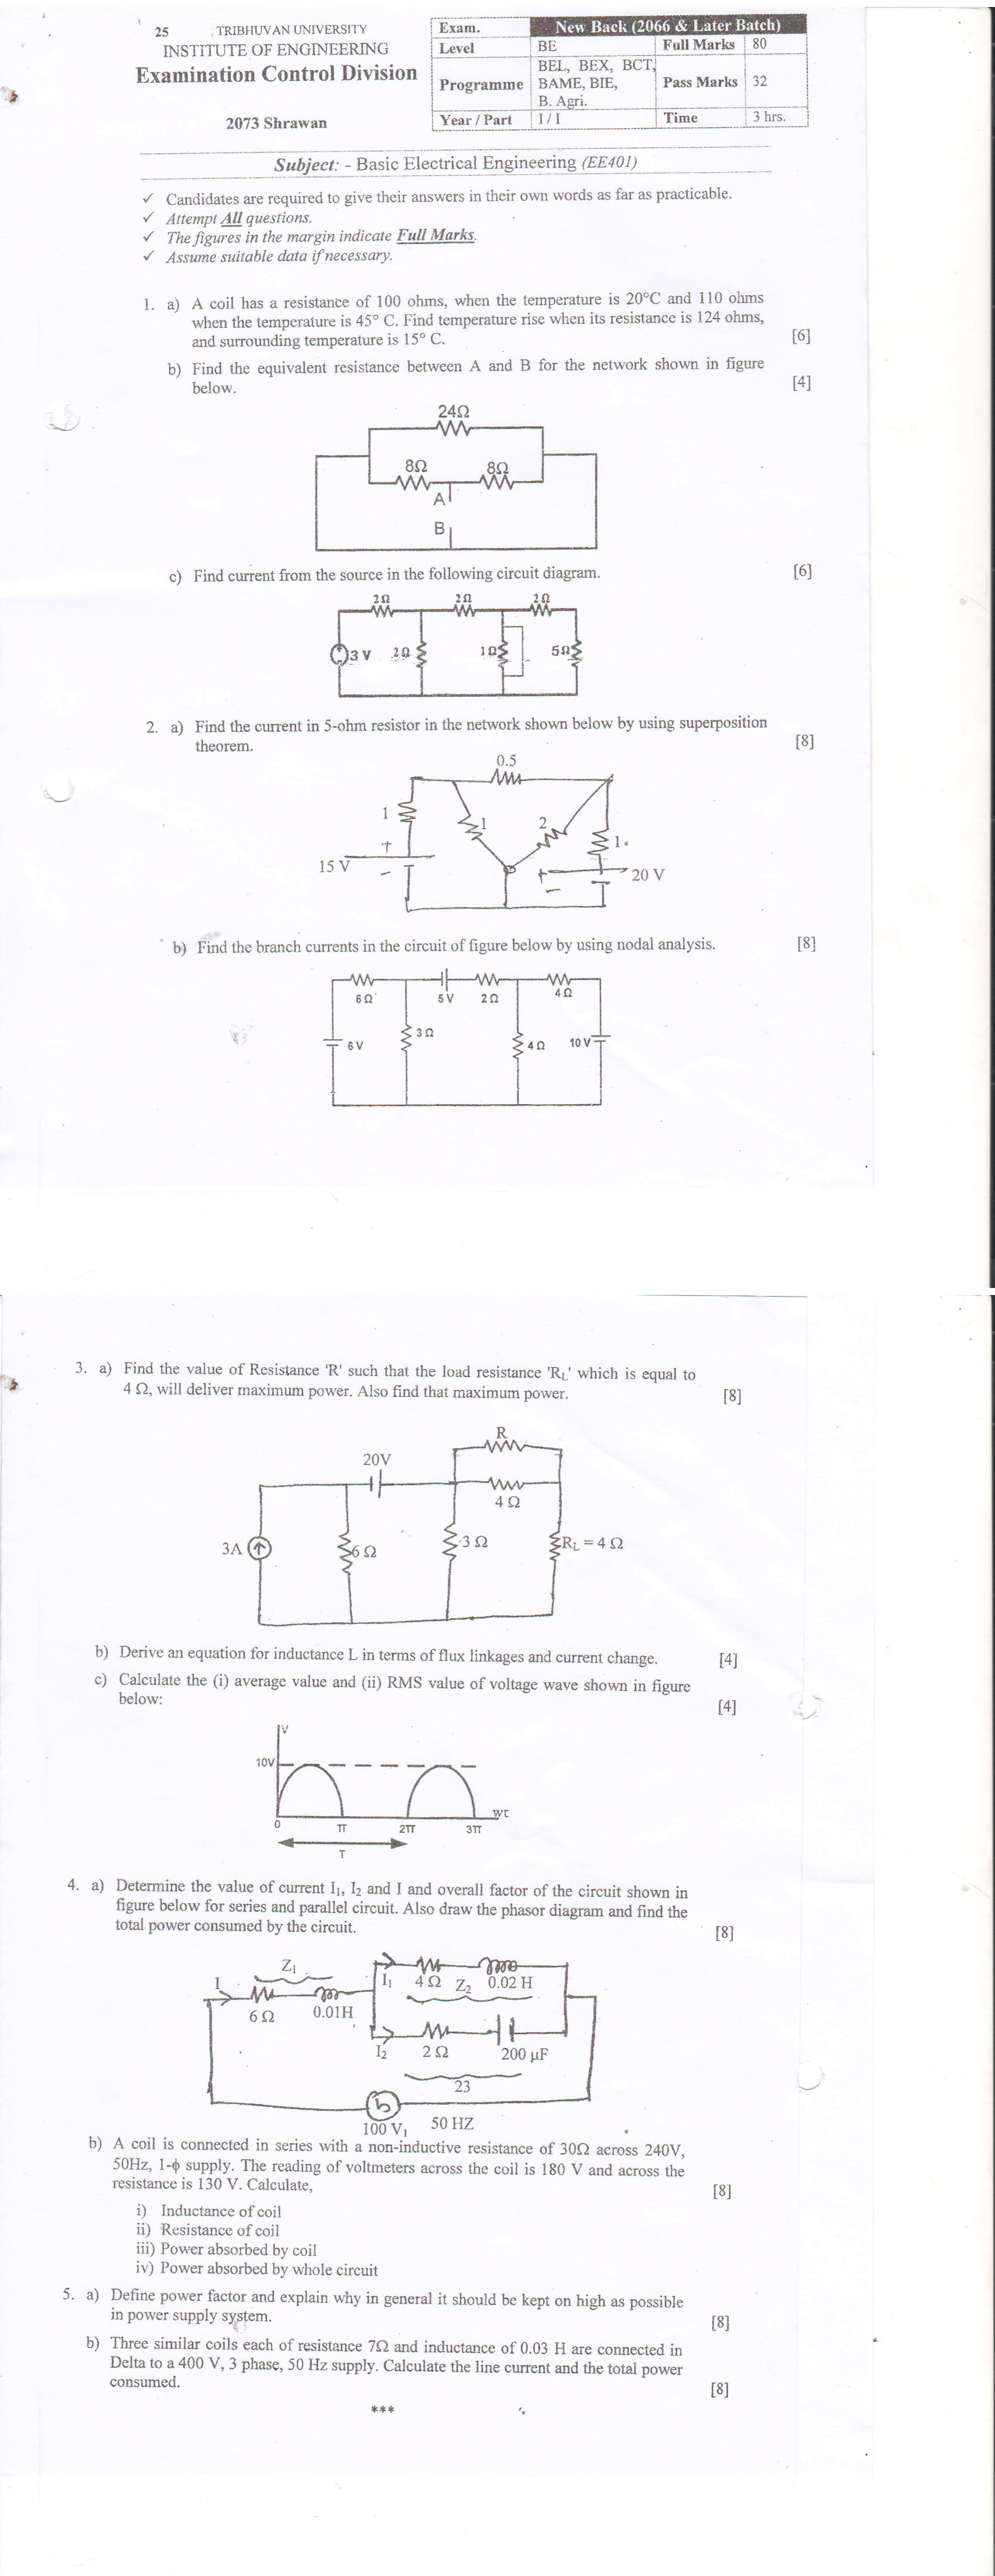 25 TRIBHUVAN UNIVERSITY
INSTITUTE OF ENGINEERING
Examination Control Division
2073 Shrawan
Exam. New Back (2066 & Later Batch)
Level BE Full Marks 80
Programme BEL, BEX, BCT, BAME, BIE, B. Agri. Pass Marks 32
Year / Part I / I Time 3 hrs.
Subject: - Basic Electrical Engineering (EE401)
✓ Candidates are required to give their answers in their own words as far as practicable.
✓ Attempt All questions.
✓ The figures in the margin indicate Full Marks.
✓ Assume suitable data if necessary.
1. a) A coil has a resistance of 100 ohms, when the temperature is 20°C and 110 ohms
when the temperature is 45° C. Find temperature rise when its resistance is 124 ohms,
and surrounding temperature is 15° C. [6]
b) Find the equivalent resistance between A and B for the network shown in figure
below. [4]
24Ω
8Ω 8Ω
A
B
c) Find current from the source in the following circuit diagram. [6]
2Ω 2Ω 2Ω
3 V 2Ω 1Ω 5Ω
2. a) Find the current in 5-ohm resistor in the network shown below by using superposition
theorem. [8]
0.5
1 1 2 1
+
15 V - + - 20 V
b) Find the branch currents in the circuit of figure below by using nodal analysis. [8]
6Ω 5V 2Ω 4Ω
3Ω
6V 4Ω 10V
3. a) Find the value of Resistance 'R' such that the load resistance 'RL' which is equal to
4 Ω, will deliver maximum power. Also find that maximum power. [8]
R
20V
4 Ω
3A 6 Ω 3 Ω RL = 4 Ω
b) Derive an equation for inductance L in terms of flux linkages and current change. [4]
c) Calculate the (i) average value and (ii) RMS value of voltage wave shown in figure
below: [4]
V
10V
wt
0 π 2π 3π
T
4. a) Determine the value of current I₁, I₂ and I and overall factor of the circuit shown in
figure below for series and parallel circuit. Also draw the phasor diagram and find the
total power consumed by the circuit. [8]
Z₁
I I₁ 4 Ω Z₂ 0.02 H
6 Ω 0.01H
I₂ 2 Ω 200 μF
23
100 V, 50 HZ
b) A coil is connected in series with a non-inductive resistance of 30Ω across 240V,
50Hz, 1-ϕ supply. The reading of voltmeters across the coil is 180 V and across the
resistance is 130 V. Calculate, [8]
i) Inductance of coil
ii) Resistance of coil
iii) Power absorbed by coil
iv) Power absorbed by whole circuit
5. a) Define power factor and explain why in general it should be kept on high as possible
in power supply system. [8]
b) Three similar coils each of resistance 7Ω and inductance of 0.03 H are connected in
Delta to a 400 V, 3 phase, 50 Hz supply. Calculate the line current and the total power
consumed. [8]
***